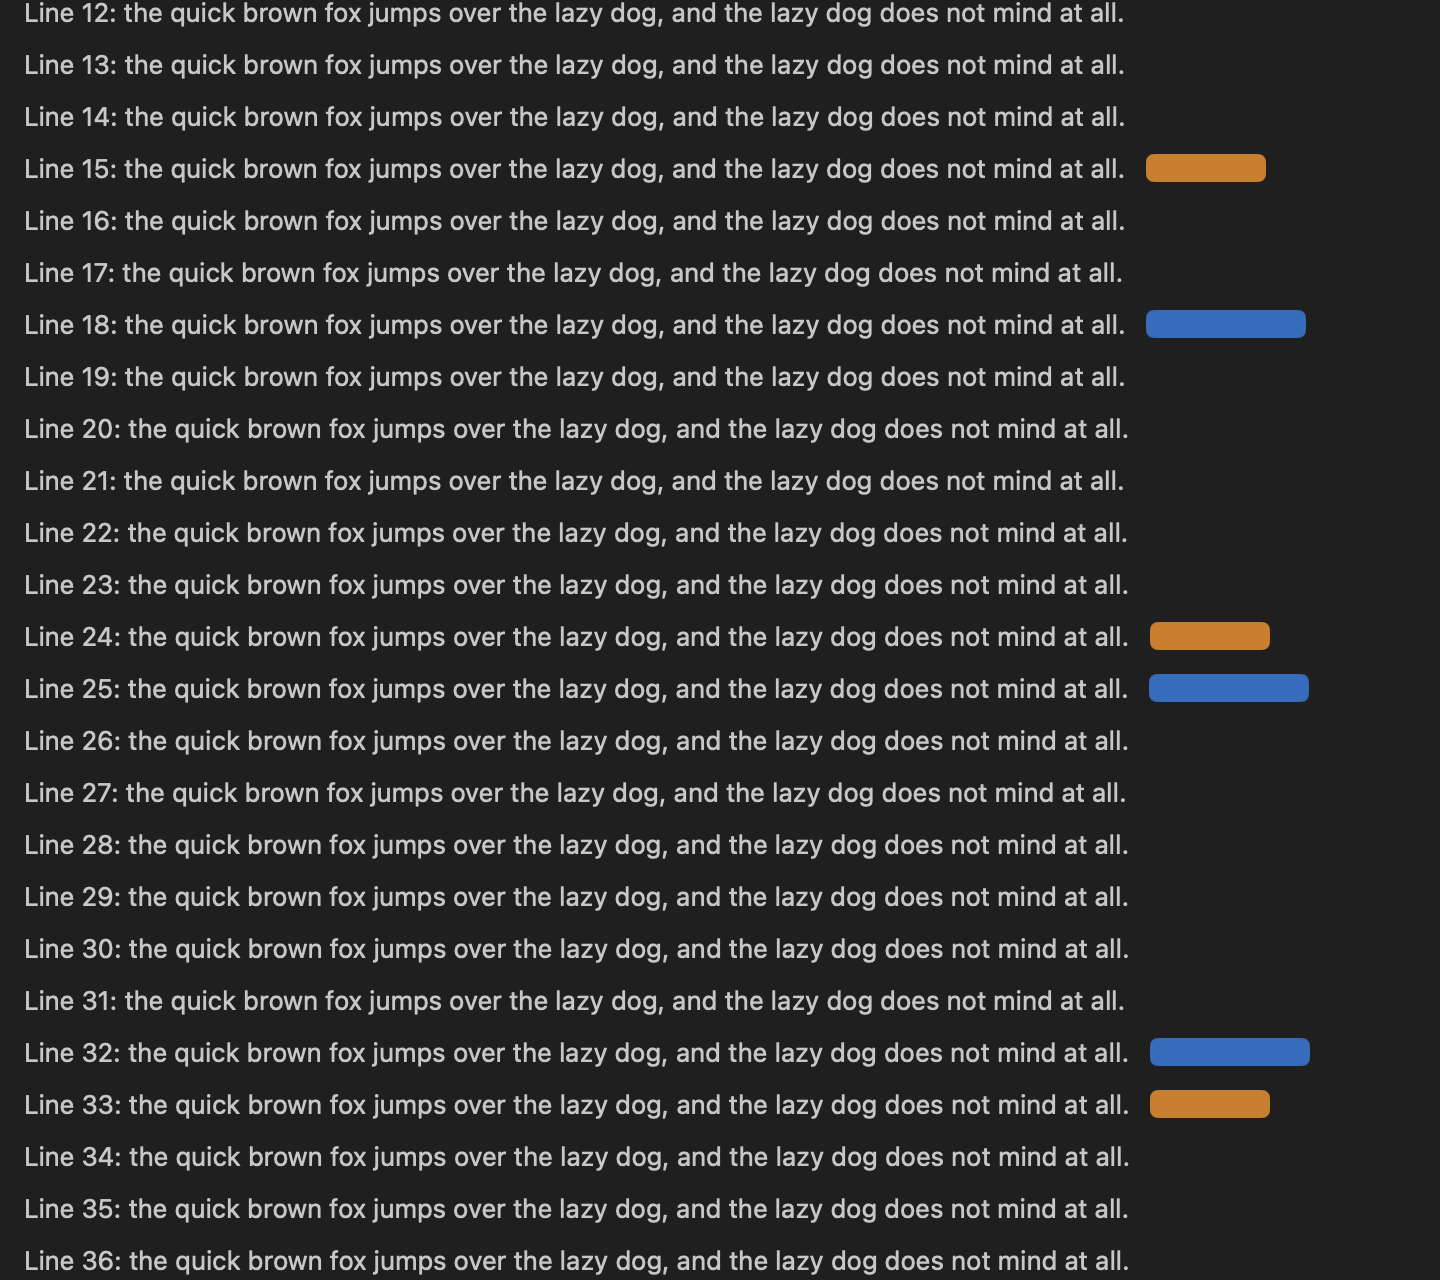 Line 12: the quick brown fox jumps over the lazy dog, and the lazy dog does not mind at all.
Line 13: the quick brown fox jumps over the lazy dog, and the lazy dog does not mind at all.
Line 14: the quick brown fox jumps over the lazy dog, and the lazy dog does not mind at all.
Line 15: the quick brown fox jumps over the lazy dog, and the lazy dog does not mind at all.
Line 16: the quick brown fox jumps over the lazy dog, and the lazy dog does not mind at all.
Line 17: the quick brown fox jumps over the lazy dog, and the lazy dog does not mind at all.
Line 18: the quick brown fox jumps over the lazy dog, and the lazy dog does not mind at all.
Line 19: the quick brown fox jumps over the lazy dog, and the lazy dog does not mind at all.
Line 20: the quick brown fox jumps over the lazy dog, and the lazy dog does not mind at all.
Line 21: the quick brown fox jumps over the lazy dog, and the lazy dog does not mind at all.
Line 22: the quick brown fox jumps over the lazy dog, and the lazy dog does not mind at all.
Line 23: the quick brown fox jumps over the lazy dog, and the lazy dog does not mind at all.
Line 24: the quick brown fox jumps over the lazy dog, and the lazy dog does not mind at all.
Line 25: the quick brown fox jumps over the lazy dog, and the lazy dog does not mind at all.
Line 26: the quick brown fox jumps over the lazy dog, and the lazy dog does not mind at all.
Line 27: the quick brown fox jumps over the lazy dog, and the lazy dog does not mind at all.
Line 28: the quick brown fox jumps over the lazy dog, and the lazy dog does not mind at all.
Line 29: the quick brown fox jumps over the lazy dog, and the lazy dog does not mind at all.
Line 30: the quick brown fox jumps over the lazy dog, and the lazy dog does not mind at all.
Line 31: the quick brown fox jumps over the lazy dog, and the lazy dog does not mind at all.
Line 32: the quick brown fox jumps over the lazy dog, and the lazy dog does not mind at all.
Line 33: the quick brown fox jumps over the lazy dog, and the lazy dog does not mind at all.
Line 34: the quick brown fox jumps over the lazy dog, and the lazy dog does not mind at all.
Line 35: the quick brown fox jumps over the lazy dog, and the lazy dog does not mind at all.
Line 36: the quick brown fox jumps over the lazy dog, and the lazy dog does not mind at all.